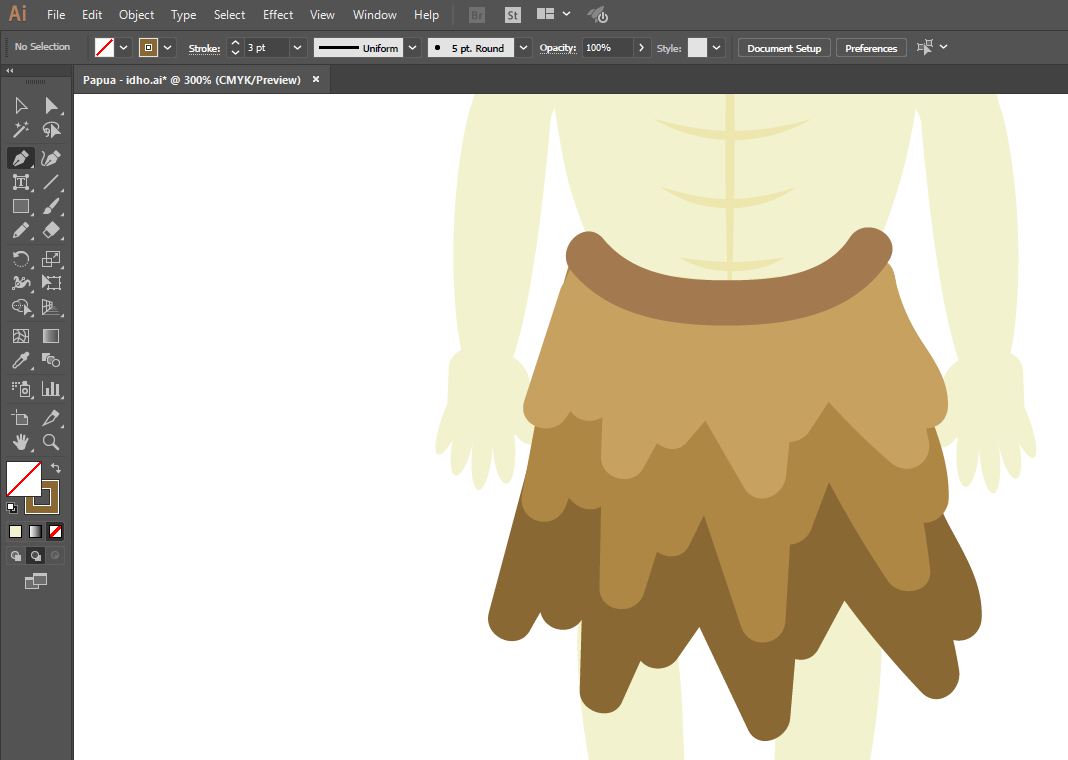 Ai File Edit Object Type Select Effect View Window Help Br St
No Selection Stroke: 3 pt Uniform 5 pt. Round Opacity: 100% Style: Document Setup Preferences
Papua - idho.ai* @ 300% (CMYK/Preview) ×
T